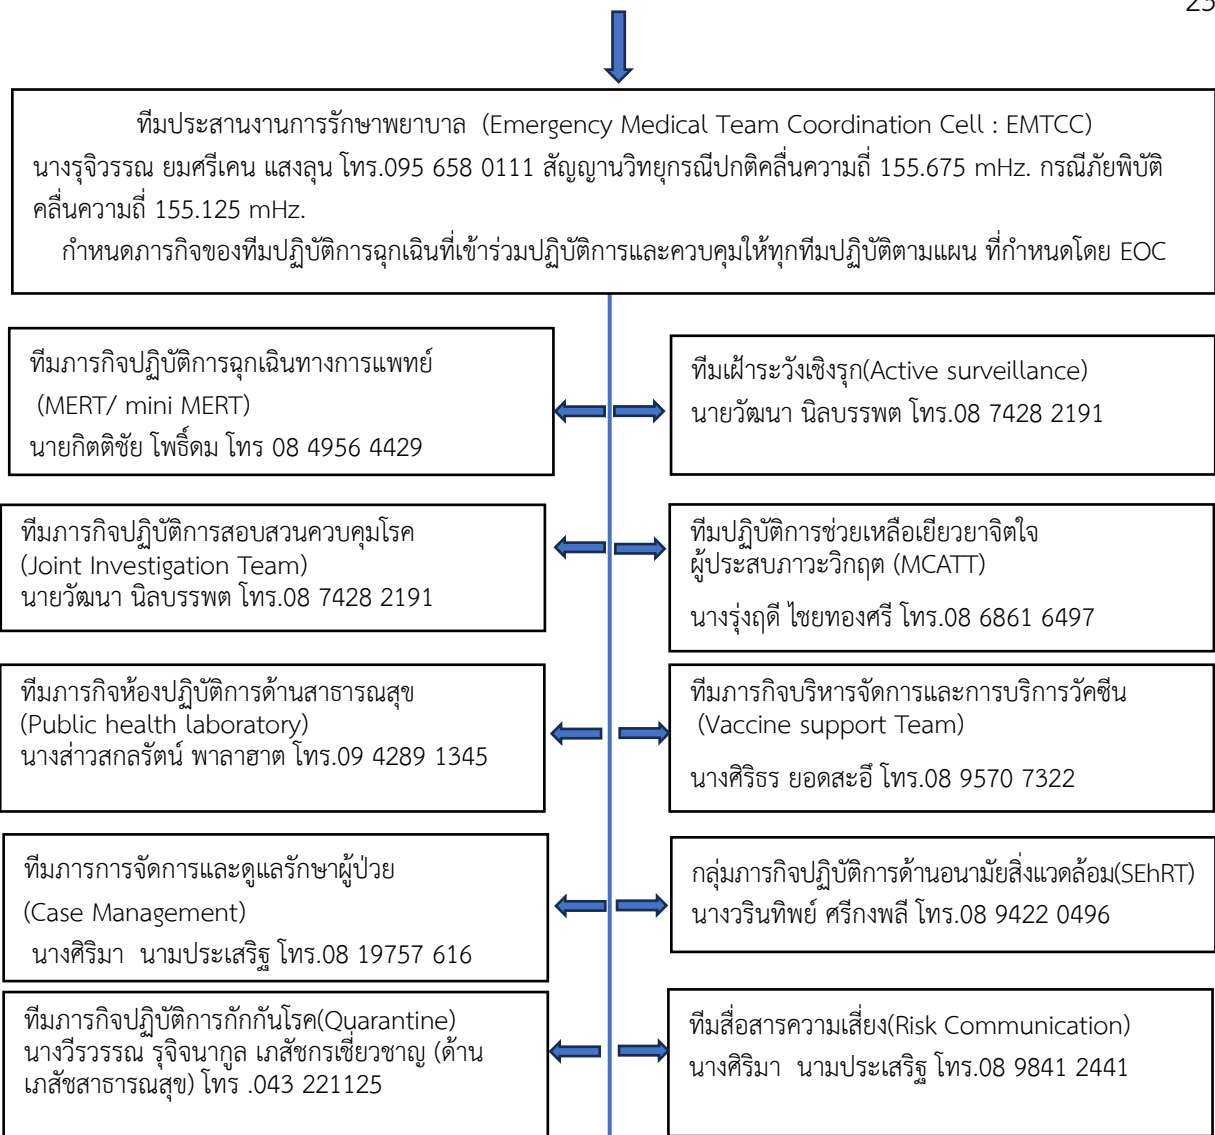 23
ทีมประสานงานการรักษาพยาบาล (Emergency Medical Team Coordination Cell : EMTCC)
นางรุจิวรรณ ยมศรีเคน แสงลุน โทร.095 658 0111 สัญญานวิทยุกรณีปกติคลื่นความถี่ 155.675 mHz. กรณีภัยพิบัติ
คลื่นความถี่ 155.125 mHz.
กำหนดภารกิจของทีมปฏิบัติการฉุกเฉินที่เข้าร่วมปฏิบัติการและควบคุมให้ทุกทีมปฏิบัติตามแผน ที่กำหนดโดย EOC
ทีมภารกิจปฏิบัติการฉุกเฉินทางการแพทย์
(MERT/ mini MERT)
นายกิตติชัย โพธิ์ดม โทร 08 4956 4429
ทีมเฝ้าระวังเชิงรุก(Active surveillance)
นายวัฒนา นิลบรรพต โทร.08 7428 2191
ทีมภารกิจปฏิบัติการสอบสวนควบคุมโรค
(Joint Investigation Team)
นายวัฒนา นิลบรรพต โทร.08 7428 2191
ทีมปฏิบัติการช่วยเหลือเยียวยาจิตใจ
ผู้ประสบภาวะวิกฤต (MCATT)
นางรุ่งฤดี ไชยทองศรี โทร.08 6861 6497
ทีมภารกิจห้องปฏิบัติการด้านสาธารณสุข
(Public health laboratory)
นางส่าวสกลรัตน์ พาลาฮาต โทร.09 4289 1345
ทีมภารกิจบริหารจัดการและการบริการวัคซีน
(Vaccine support Team)
นางศิริธร ยอดสะอึ โทร.08 9570 7322
ทีมภารการจัดการและดูแลรักษาผู้ป่วย
(Case Management)
นางศิริมา นามประเสริฐ โทร.08 19757 616
กลุ่มภารกิจปฏิบัติการด้านอนามัยสิ่งแวดล้อม(SEhRT)
นางวรินทิพย์ ศรีกงพลี โทร.08 9422 0496
ทีมภารกิจปฏิบัติการกักกันโรค(Quarantine)
นางวีรวรรณ รุจิจนากูล เภสัชกรเชี่ยวชาญ (ด้าน
เภสัชสาธารณสุข) โทร .043 221125
ทีมสื่อสารความเสี่ยง(Risk Communication)
นางศิริมา นามประเสริฐ โทร.08 9841 2441